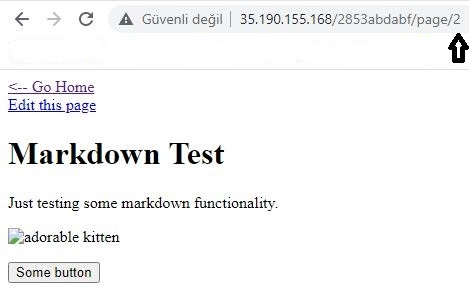 Güvenli değil | 35.190.155.168/2853abdabf/page/2
<-- Go Home
Edit this page
Markdown Test
Just testing some markdown functionality.
adorable kitten
Some button